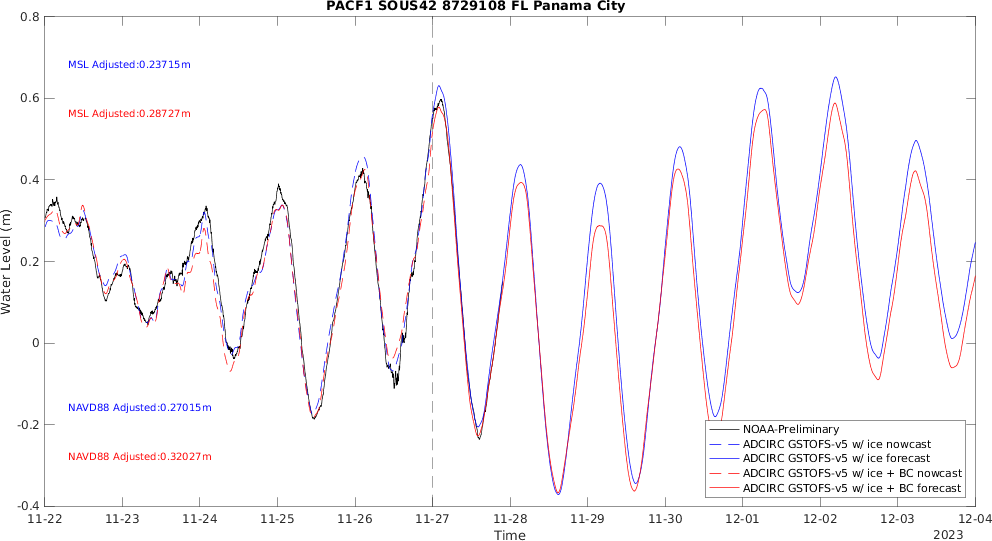 PACF1 SOUS42 8729108 FL Panama City
0.8
0.6
0.4
0.2
0
-0.2
-0.4
Water Level (m)
MSL Adjusted:0.23715m
MSL Adjusted:0.28727m
NAVD88 Adjusted:0.27015m
NAVD88 Adjusted:0.32027m
NOAA-Preliminary
ADCIRC GSTOFS-v5 w/ ice nowcast
ADCIRC GSTOFS-v5 w/ ice forecast
ADCIRC GSTOFS-v5 w/ ice + BC nowcast
ADCIRC GSTOFS-v5 w/ ice + BC forecast
11-22 11-23 11-24 11-25 11-26 11-27 11-28 11-29 11-30 12-01 12-02 12-03 12-04
Time
2023